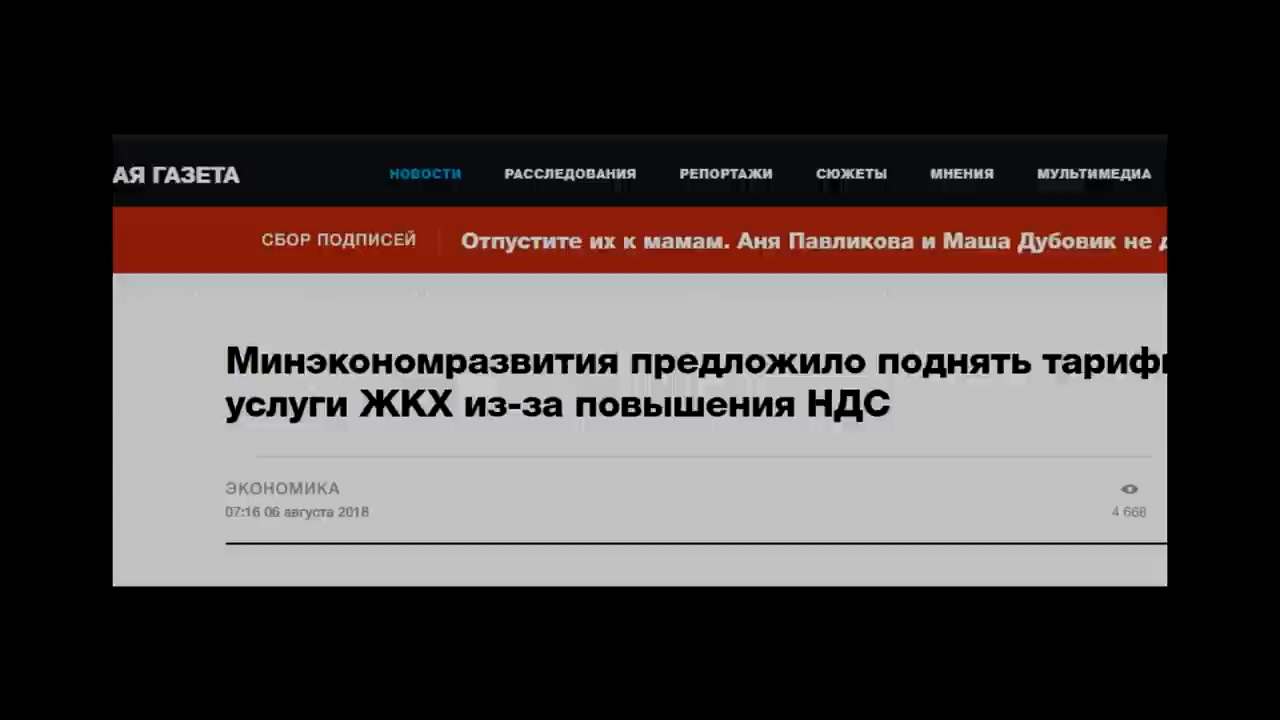 АЯ ГАЗЕТА НОВОСТИ РАССЛЕДОВАНИЯ РЕПОРТАЖИ СЮЖЕТЫ МНЕНИЯ МУЛЬТИМЕДИА
СБОР ПОДПИСЕЙ Отпустите их к мамам. Аня Павликова и Маша Дубовик не д
Минэкономразвития предложило поднять тариф
услуги ЖКХ из-за повышения НДС
ЭКОНОМИКА
07:16 06 августа 2018 4 668